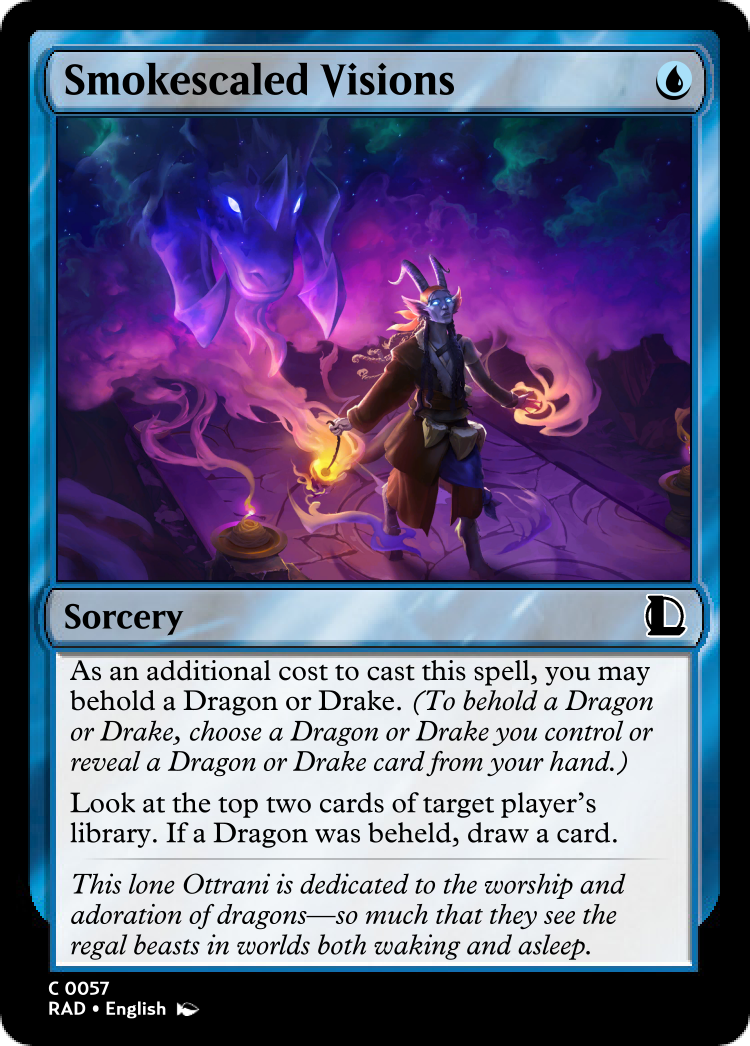 Smokescaled Visions
Sorcery
As an additional cost to cast this spell, you may
behold a Dragon or Drake. (To behold a Dragon
or Drake, choose a Dragon or Drake you control or
reveal a Dragon or Drake card from your hand.)
Look at the top two cards of target player's
library. If a Dragon was beheld, draw a card.
This lone Ottrani is dedicated to the worship and
adoration of dragons—so much that they see the
regal beasts in worlds both waking and asleep.
C 0057
RAD • English